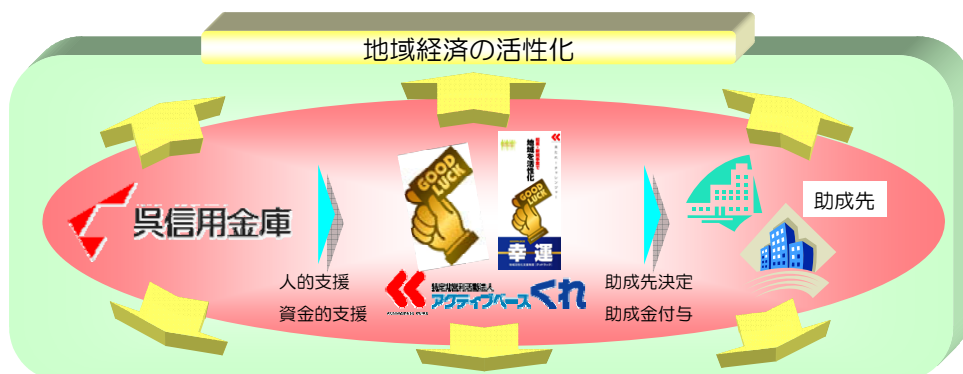 地域経済の活性化
呉信用金庫
GOOD
LUCK
地域を活性化
GOOD
LUCK
幸運
人的支援
資金的支援
特定非営利活動法人
アクティブベースくれ
助成先決定
助成金付与
助成先